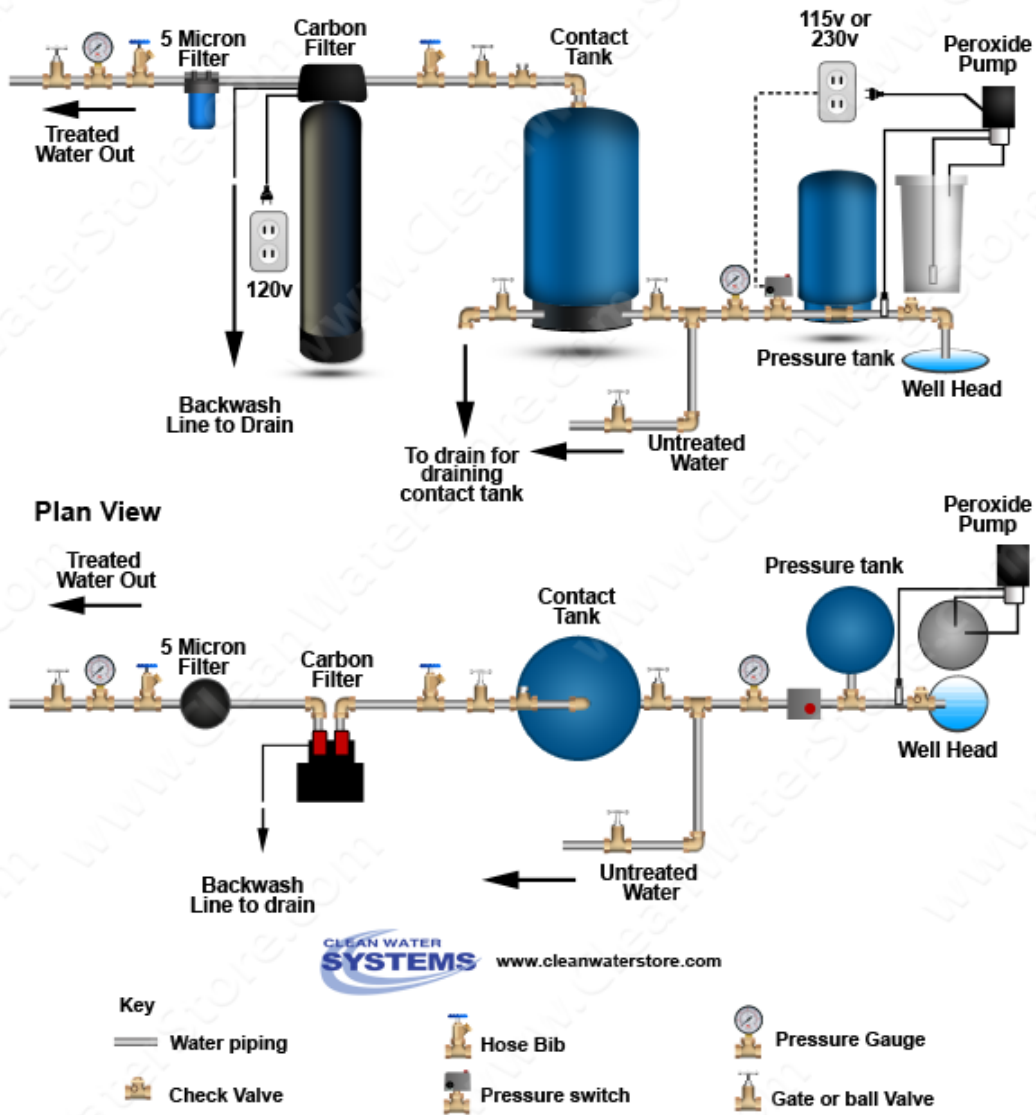 5 Micron
Filter
Carbon
Filter
Contact
Tank
115v or
230v
Peroxide
Pump
Treated
Water Out
120v
Pressure tank
Well Head
Backwash
Line to Drain
To drain for
draining
contact tank
Untreated
Water
Plan View
Peroxide
Pump
Treated
Water Out
Pressure tank
Contact
Tank
5 Micron
Filter
Carbon
Filter
Well Head
Backwash
Line to drain
Untreated
Water
CLEAN WATER
SYSTEMS
www.cleanwaterstore.com
Key
Water piping
Hose Bib
Pressure Gauge
Check Valve
Pressure switch
Gate or ball Valve
www.CleanWaterStore.com